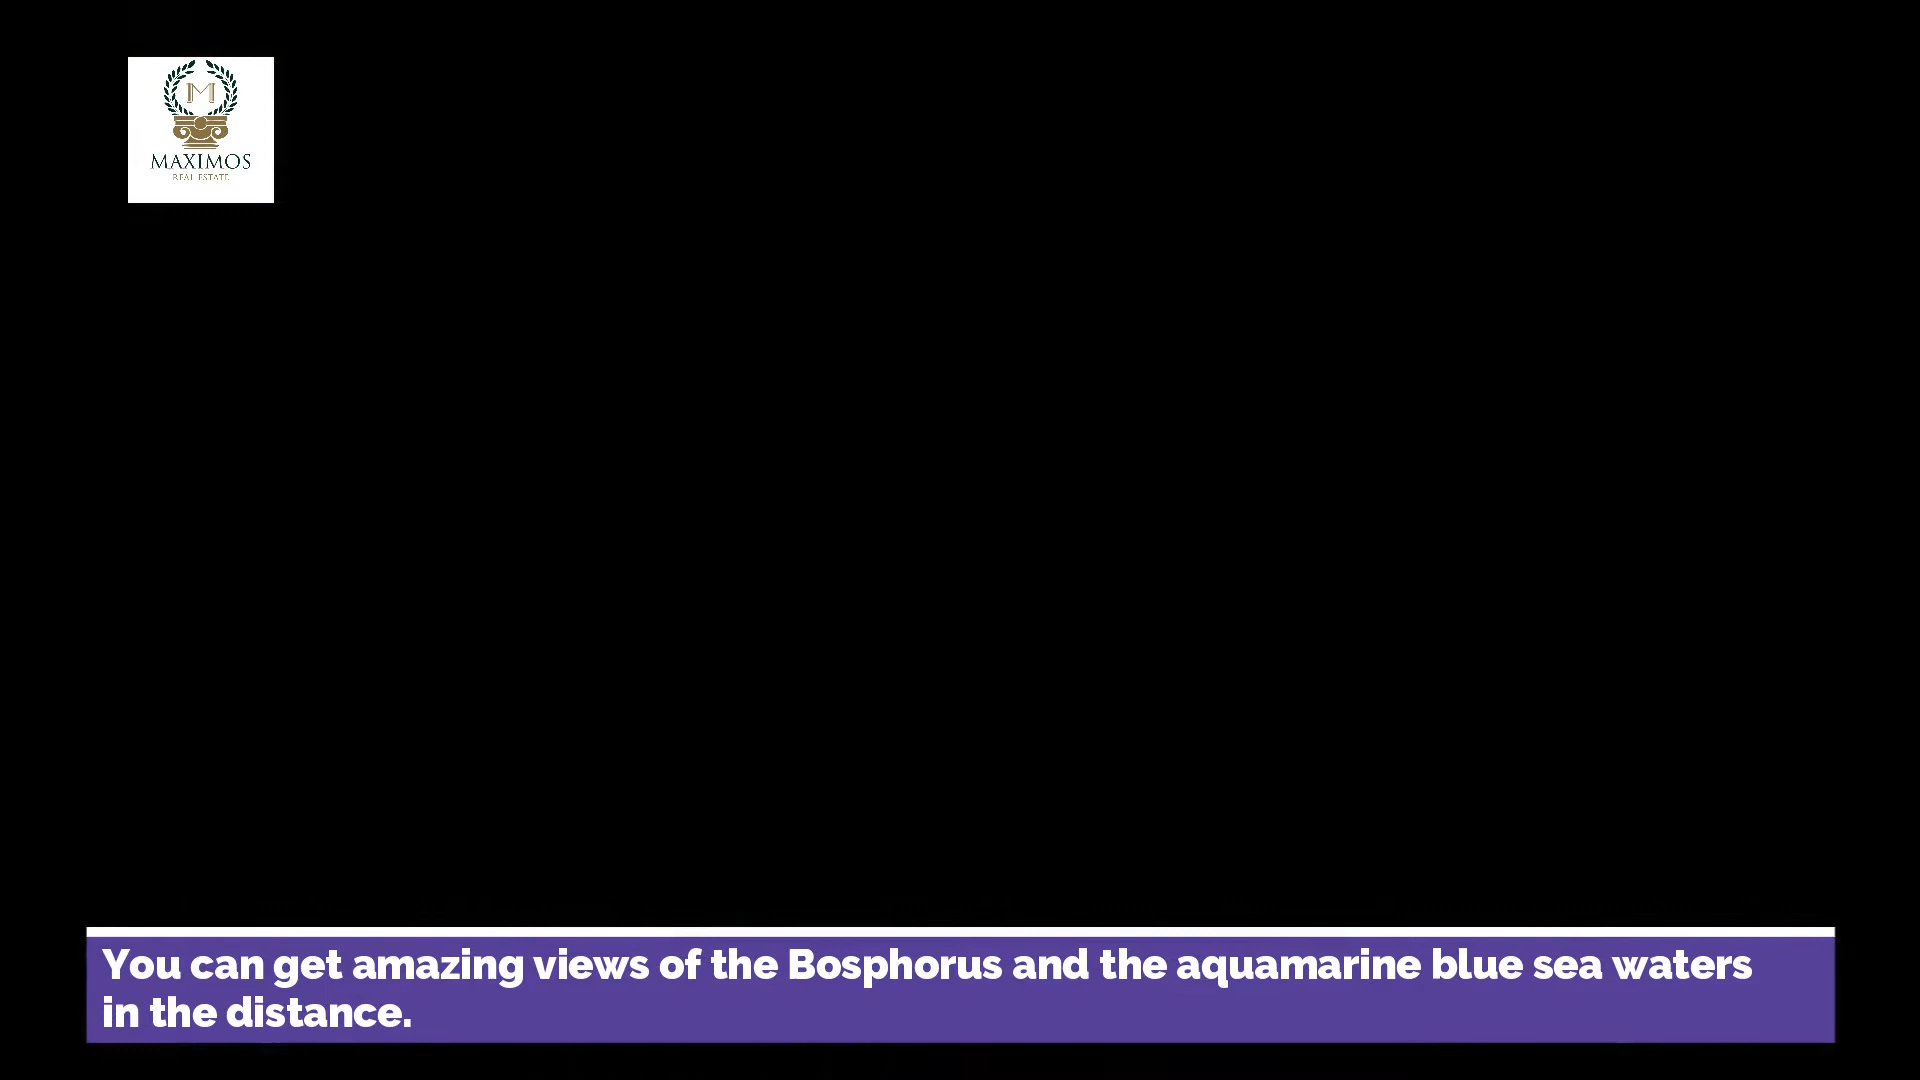 M
MAXIMOS
REAL ESTATE
You can get amazing views of the Bosphorus and the aquamarine blue sea waters
in the distance.